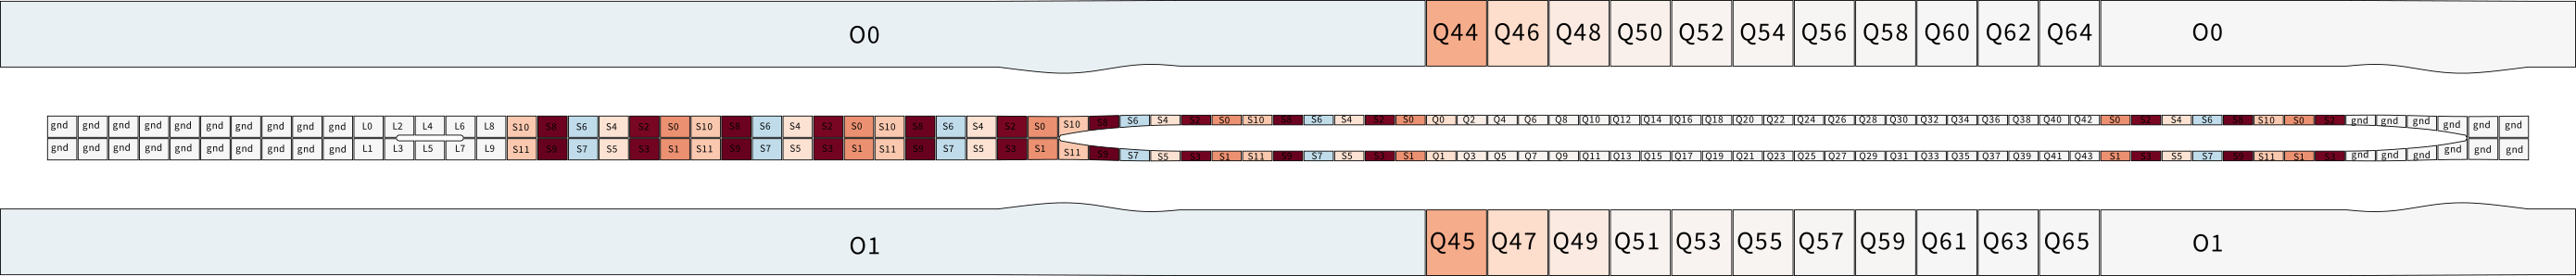 O0 Q44 Q46 Q48 Q50 Q52 Q54 Q56 Q58 Q60 Q62 Q64 O0
gnd gnd gnd gnd gnd gnd gnd gnd gnd gnd L0 L2 L4 L6 L8 S10 S8 S6 S4 S2 S0 S10 S8 S6 S4 S2 S0 S10 S8 S6 S4 S2 S0 S10 S8 S6 S4 S2 S0 S10 S8 S6 S4 S2 S0 Q0 Q2 Q4 Q6 Q8 Q10 Q12 Q14 Q16 Q18 Q20 Q22 Q24 Q26 Q28 Q30 Q32 Q34 Q36 Q38 Q40 Q42 S0 S2 S4 S6 S8 S10 S0 S2 gnd gnd gnd gnd gnd gnd
gnd gnd gnd gnd gnd gnd gnd gnd gnd gnd L1 L3 L5 L7 L9 S11 S9 S7 S5 S3 S1 S11 S9 S7 S5 S3 S1 S11 S9 S7 S5 S3 S1 S11 S9 S7 S5 S3 S1 S11 S9 S7 S5 S3 S1 Q1 Q3 Q5 Q7 Q9 Q11 Q13 Q15 Q17 Q19 Q21 Q23 Q25 Q27 Q29 Q31 Q33 Q35 Q37 Q39 Q41 Q43 S1 S3 S5 S7 S9 S11 S1 S3 gnd gnd gnd gnd gnd gnd
O1 Q45 Q47 Q49 Q51 Q53 Q55 Q57 Q59 Q61 Q63 Q65 O1